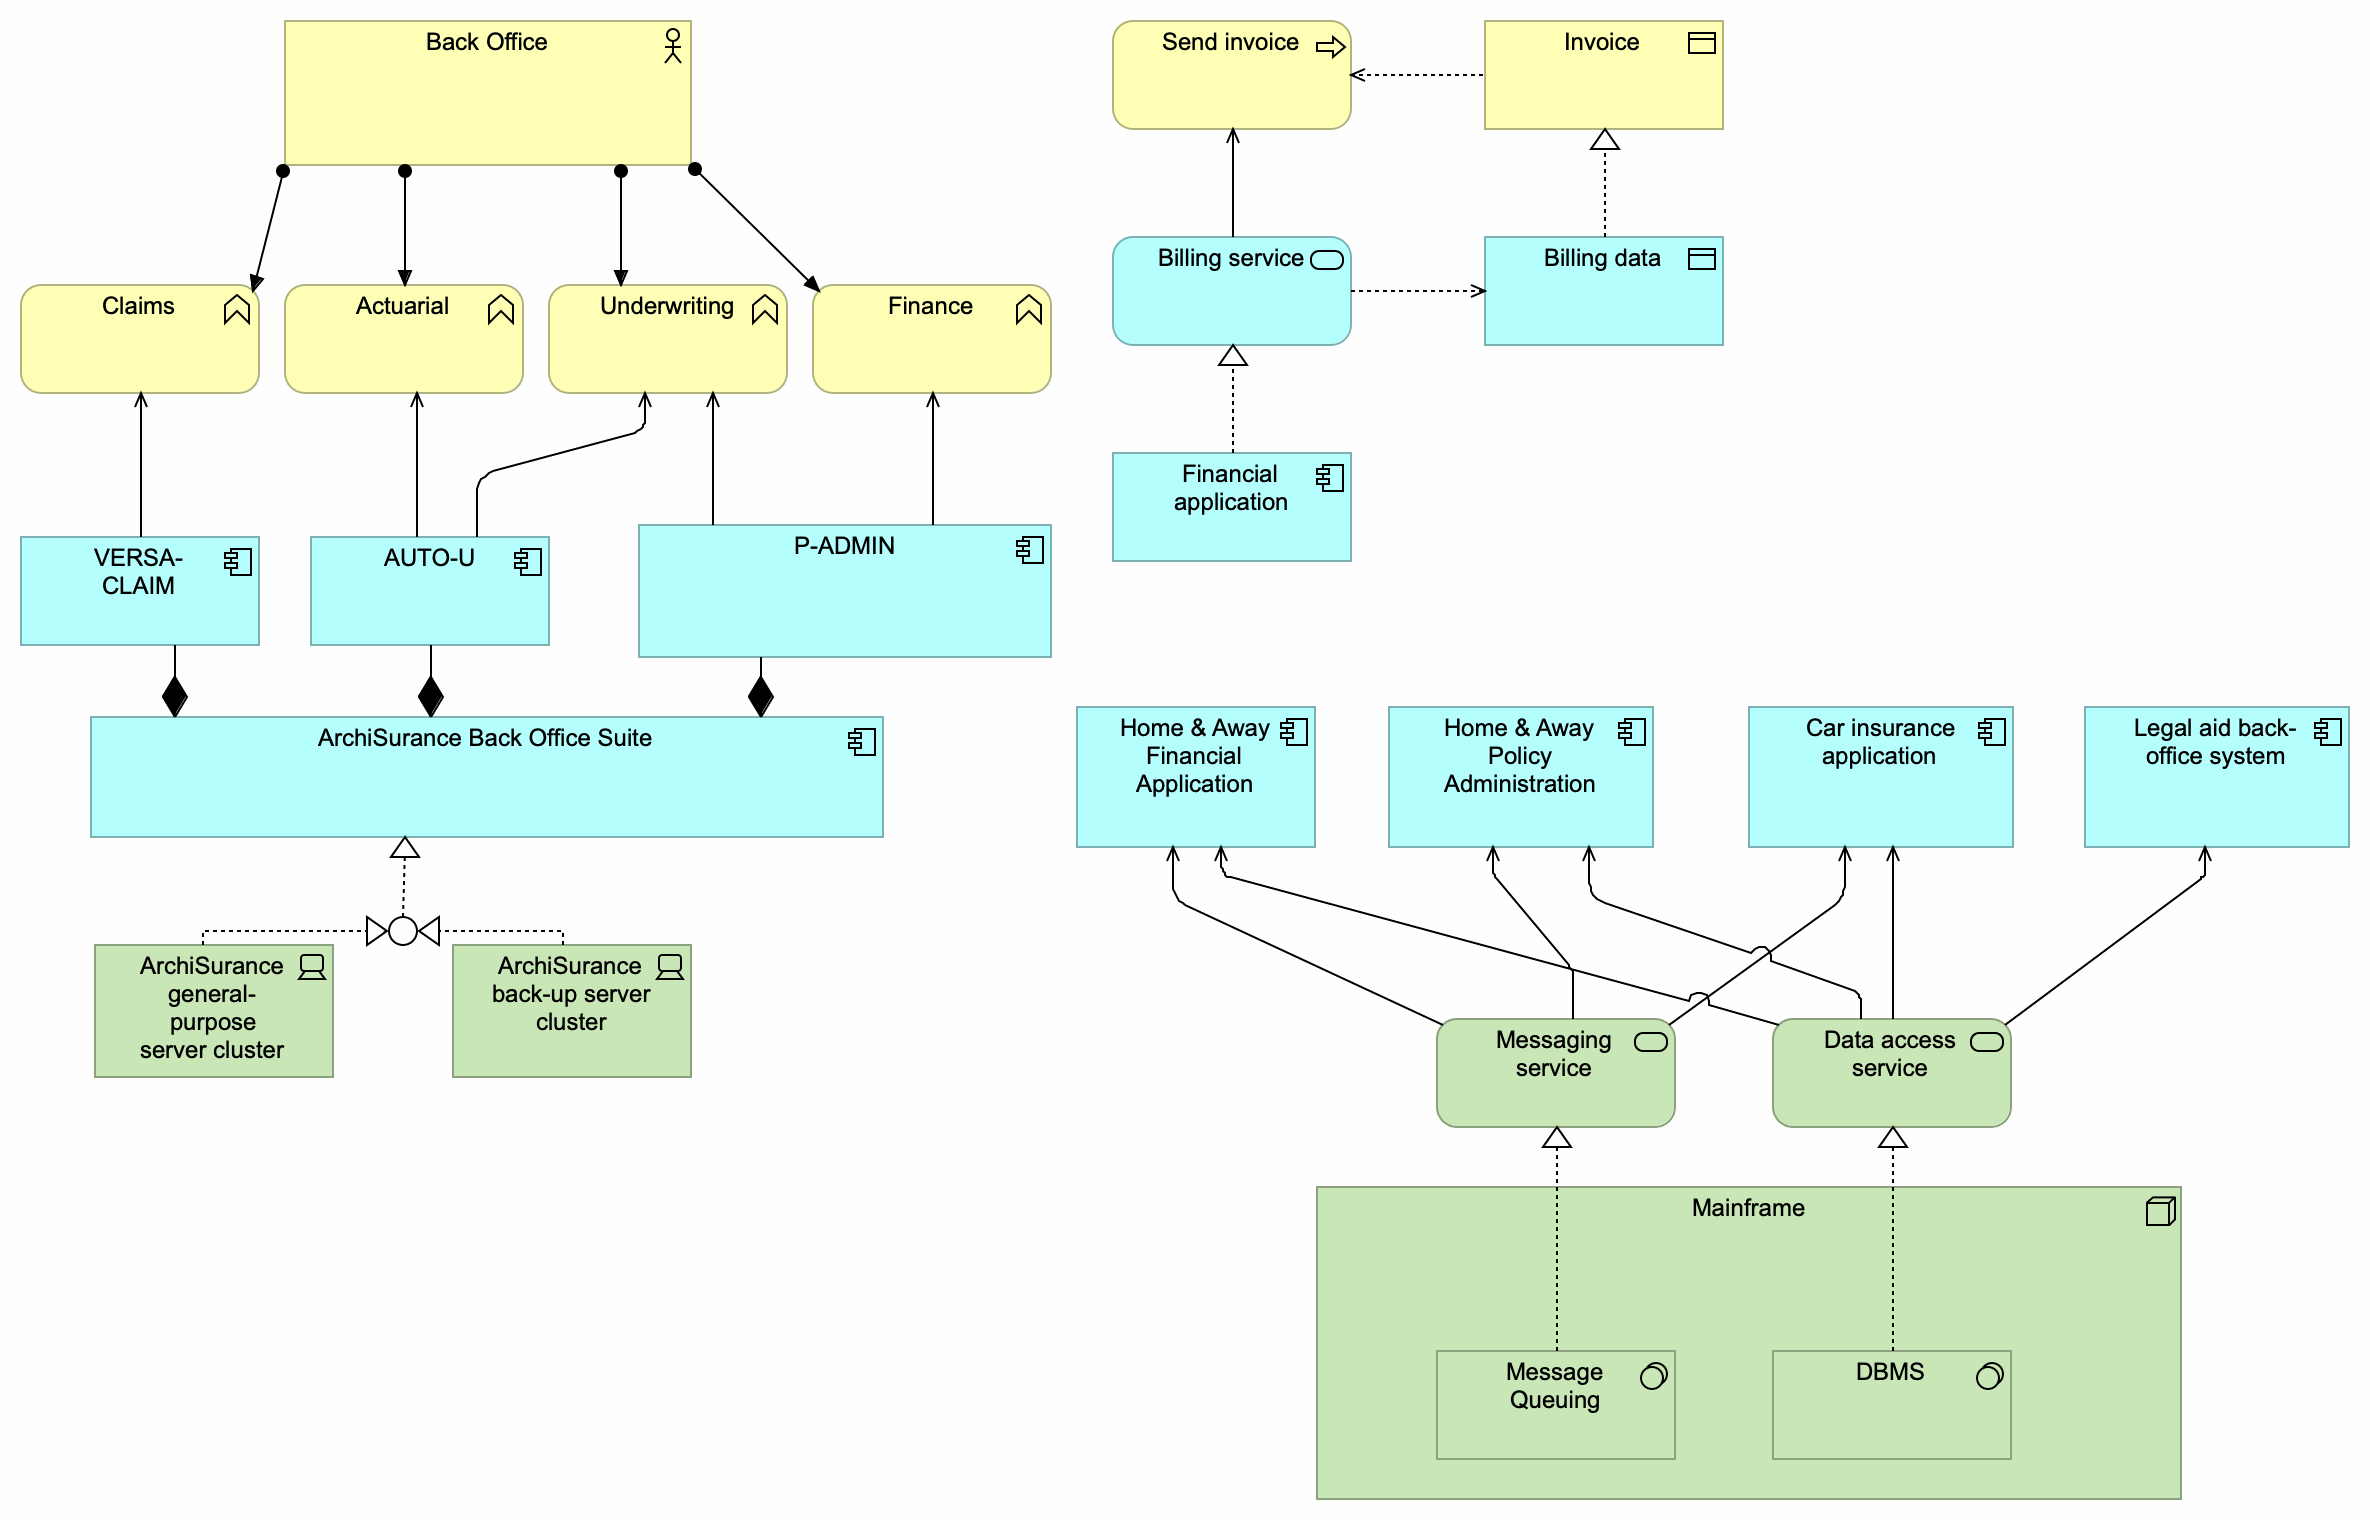 Back Office
Send invoice
Invoice
Claims
Actuarial
Underwriting
Finance
Billing service
Billing data
Financial
application
VERSA-
CLAIM
AUTO-U
P-ADMIN
ArchiSurance Back Office Suite
Home & Away
Financial
Application
Home & Away
Policy
Administration
Car insurance
application
Legal aid back-
office system
ArchiSurance
general-
purpose
server cluster
ArchiSurance
back-up server
cluster
Messaging
service
Data access
service
Mainframe
Message
Queuing
DBMS